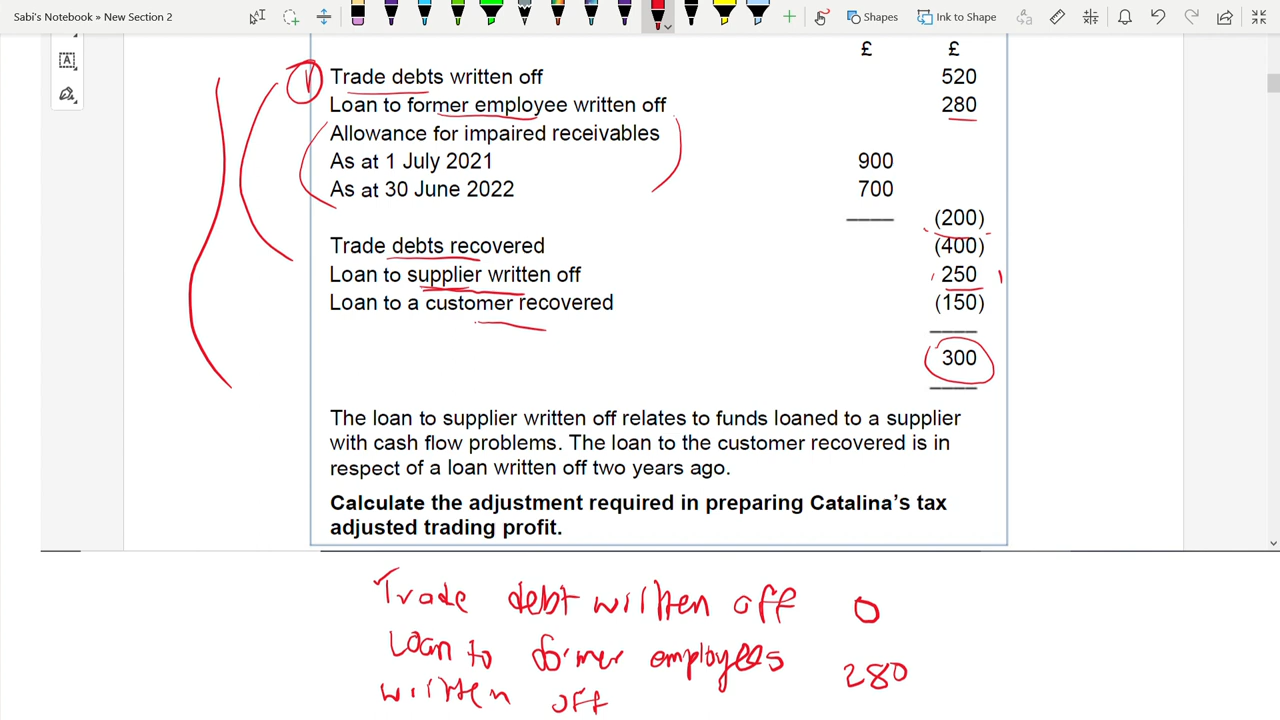 Sabi's Notebook » New Section 2
Shapes
Ink to Shape
£ £
Trade debts written off 520
Loan to former employee written off 280
Allowance for impaired receivables
As at 1 July 2021 900
As at 30 June 2022 700
(200)
Trade debts recovered (400)
Loan to supplier written off 250
Loan to a customer recovered (150)
300
The loan to supplier written off relates to funds loaned to a supplier
with cash flow problems. The loan to the customer recovered is in
respect of a loan written off two years ago.
Calculate the adjustment required in preparing Catalina's tax
adjusted trading profit.
Trade debt written off 0
Loan to former employees 280
written off